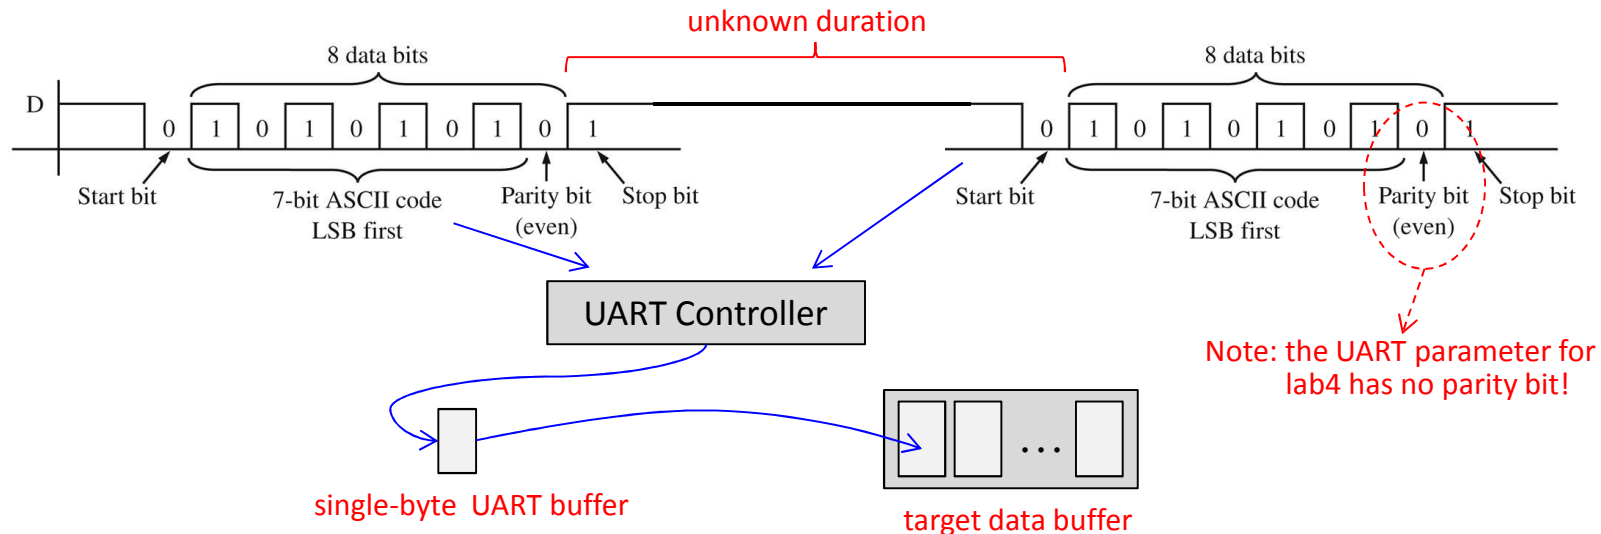 unknown duration
8 data bits
8 data bits
D
0 1 0 1 0 1 0 1 0 1
0 1 0 1 0 1 0 1 0 1
Start bit
7-bit ASCII code
LSB first
Parity bit
(even)
Stop bit
Start bit
7-bit ASCII code
LSB first
Parity bit
(even)
Stop bit
UART Controller
Note: the UART parameter for
lab4 has no parity bit!
...
single-byte UART buffer
target data buffer